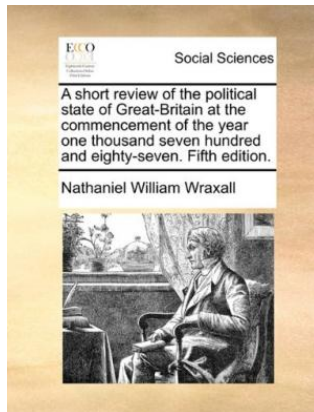 ECCO
Social Sciences
A short review of the political
state of Great-Britain at the
commencement of the year
one thousand seven hundred
and eighty-seven. Fifth edition.
Nathaniel William Wraxall